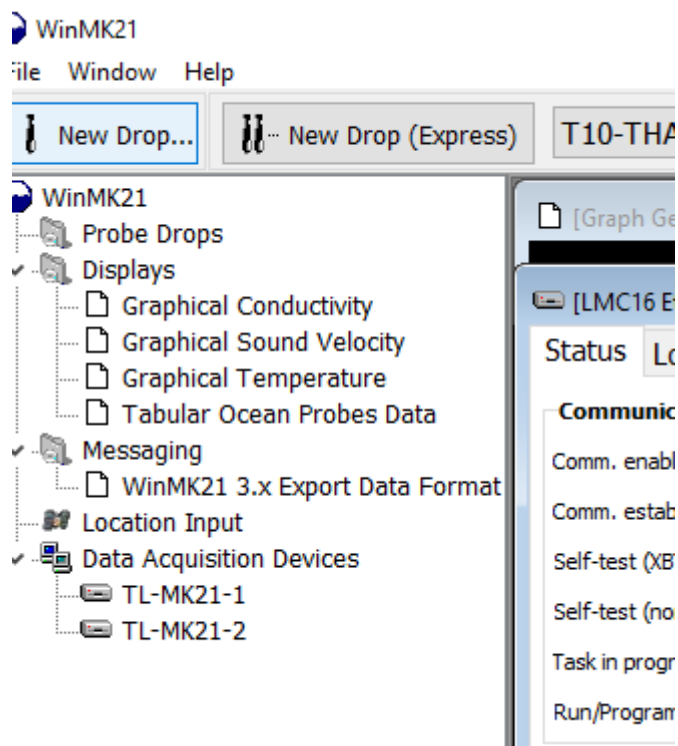 WinMK21
File Window Help
New Drop... New Drop (Express) T10-THA
WinMK21
Probe Drops
Displays
Graphical Conductivity
Graphical Sound Velocity
Graphical Temperature
Tabular Ocean Probes Data
Messaging
WinMK21 3.x Export Data Format
Location Input
Data Acquisition Devices
TL-MK21-1
TL-MK21-2
[Graph Ge
[LMC16 E
Status Lo
Communic
Comm. enabl
Comm. estab
Self-test (XB
Self-test (no
Task in progr
Run/Program